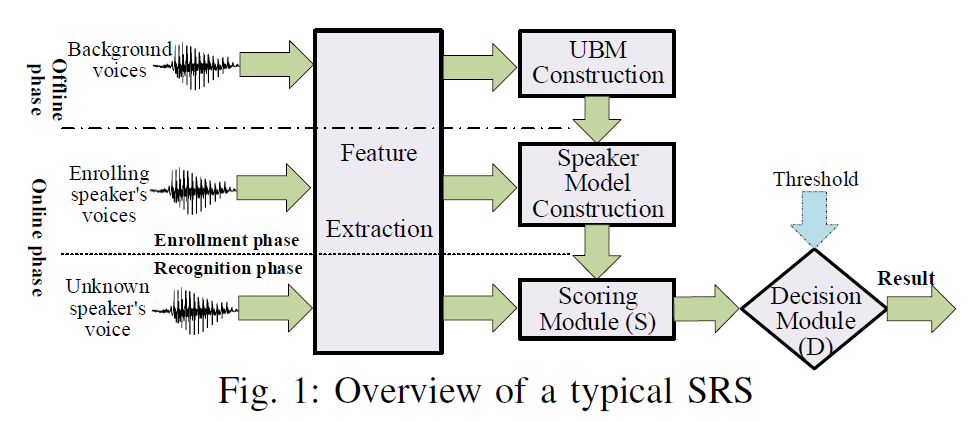 Background
voices
Offline
phase
UBM
Construction
Feature
Extraction
Enrolling
speaker's
voices
Online phase
Speaker
Model
Construction
Threshold
Enrollment phase
Recognition phase
Unknown
speaker's
voice
Scoring
Module (S)
Decision
Module
(D)
Result
Fig. 1: Overview of a typical SRS